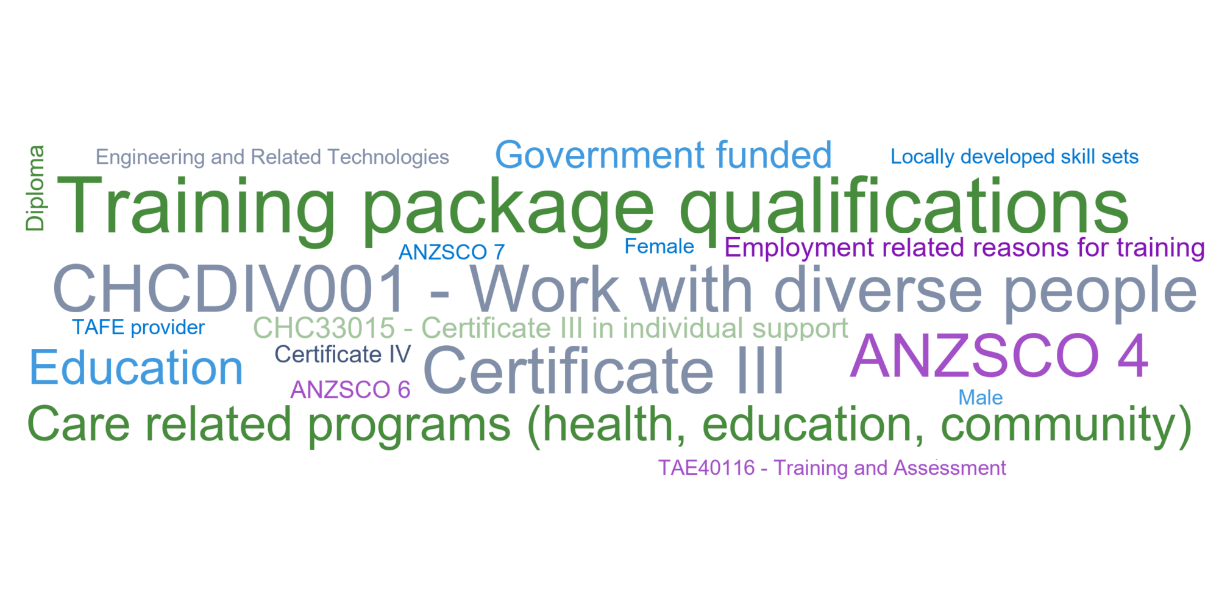 Diploma
Engineering and Related Technologies
Government funded
Locally developed skill sets
Training package qualifications
ANZSCO 7
Female
Employment related reasons for training
CHCDIV001 - Work with diverse people
TAFE provider
CHC33015 - Certificate III in individual support
Education
Certificate IV
Certificate III
ANZSCO 4
ANZSCO 6
Male
Care related programs (health, education, community)
TAE40116 - Training and Assessment